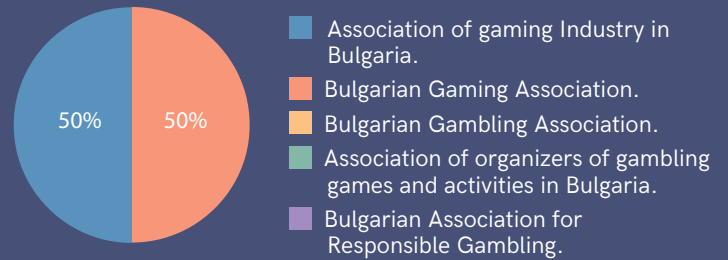 50%
50%
Association of gaming Industry in
Bulgaria.
Bulgarian Gaming Association.
Bulgarian Gambling Association.
Association of organizers of gambling
games and activities in Bulgaria.
Bulgarian Association for
Responsible Gambling.